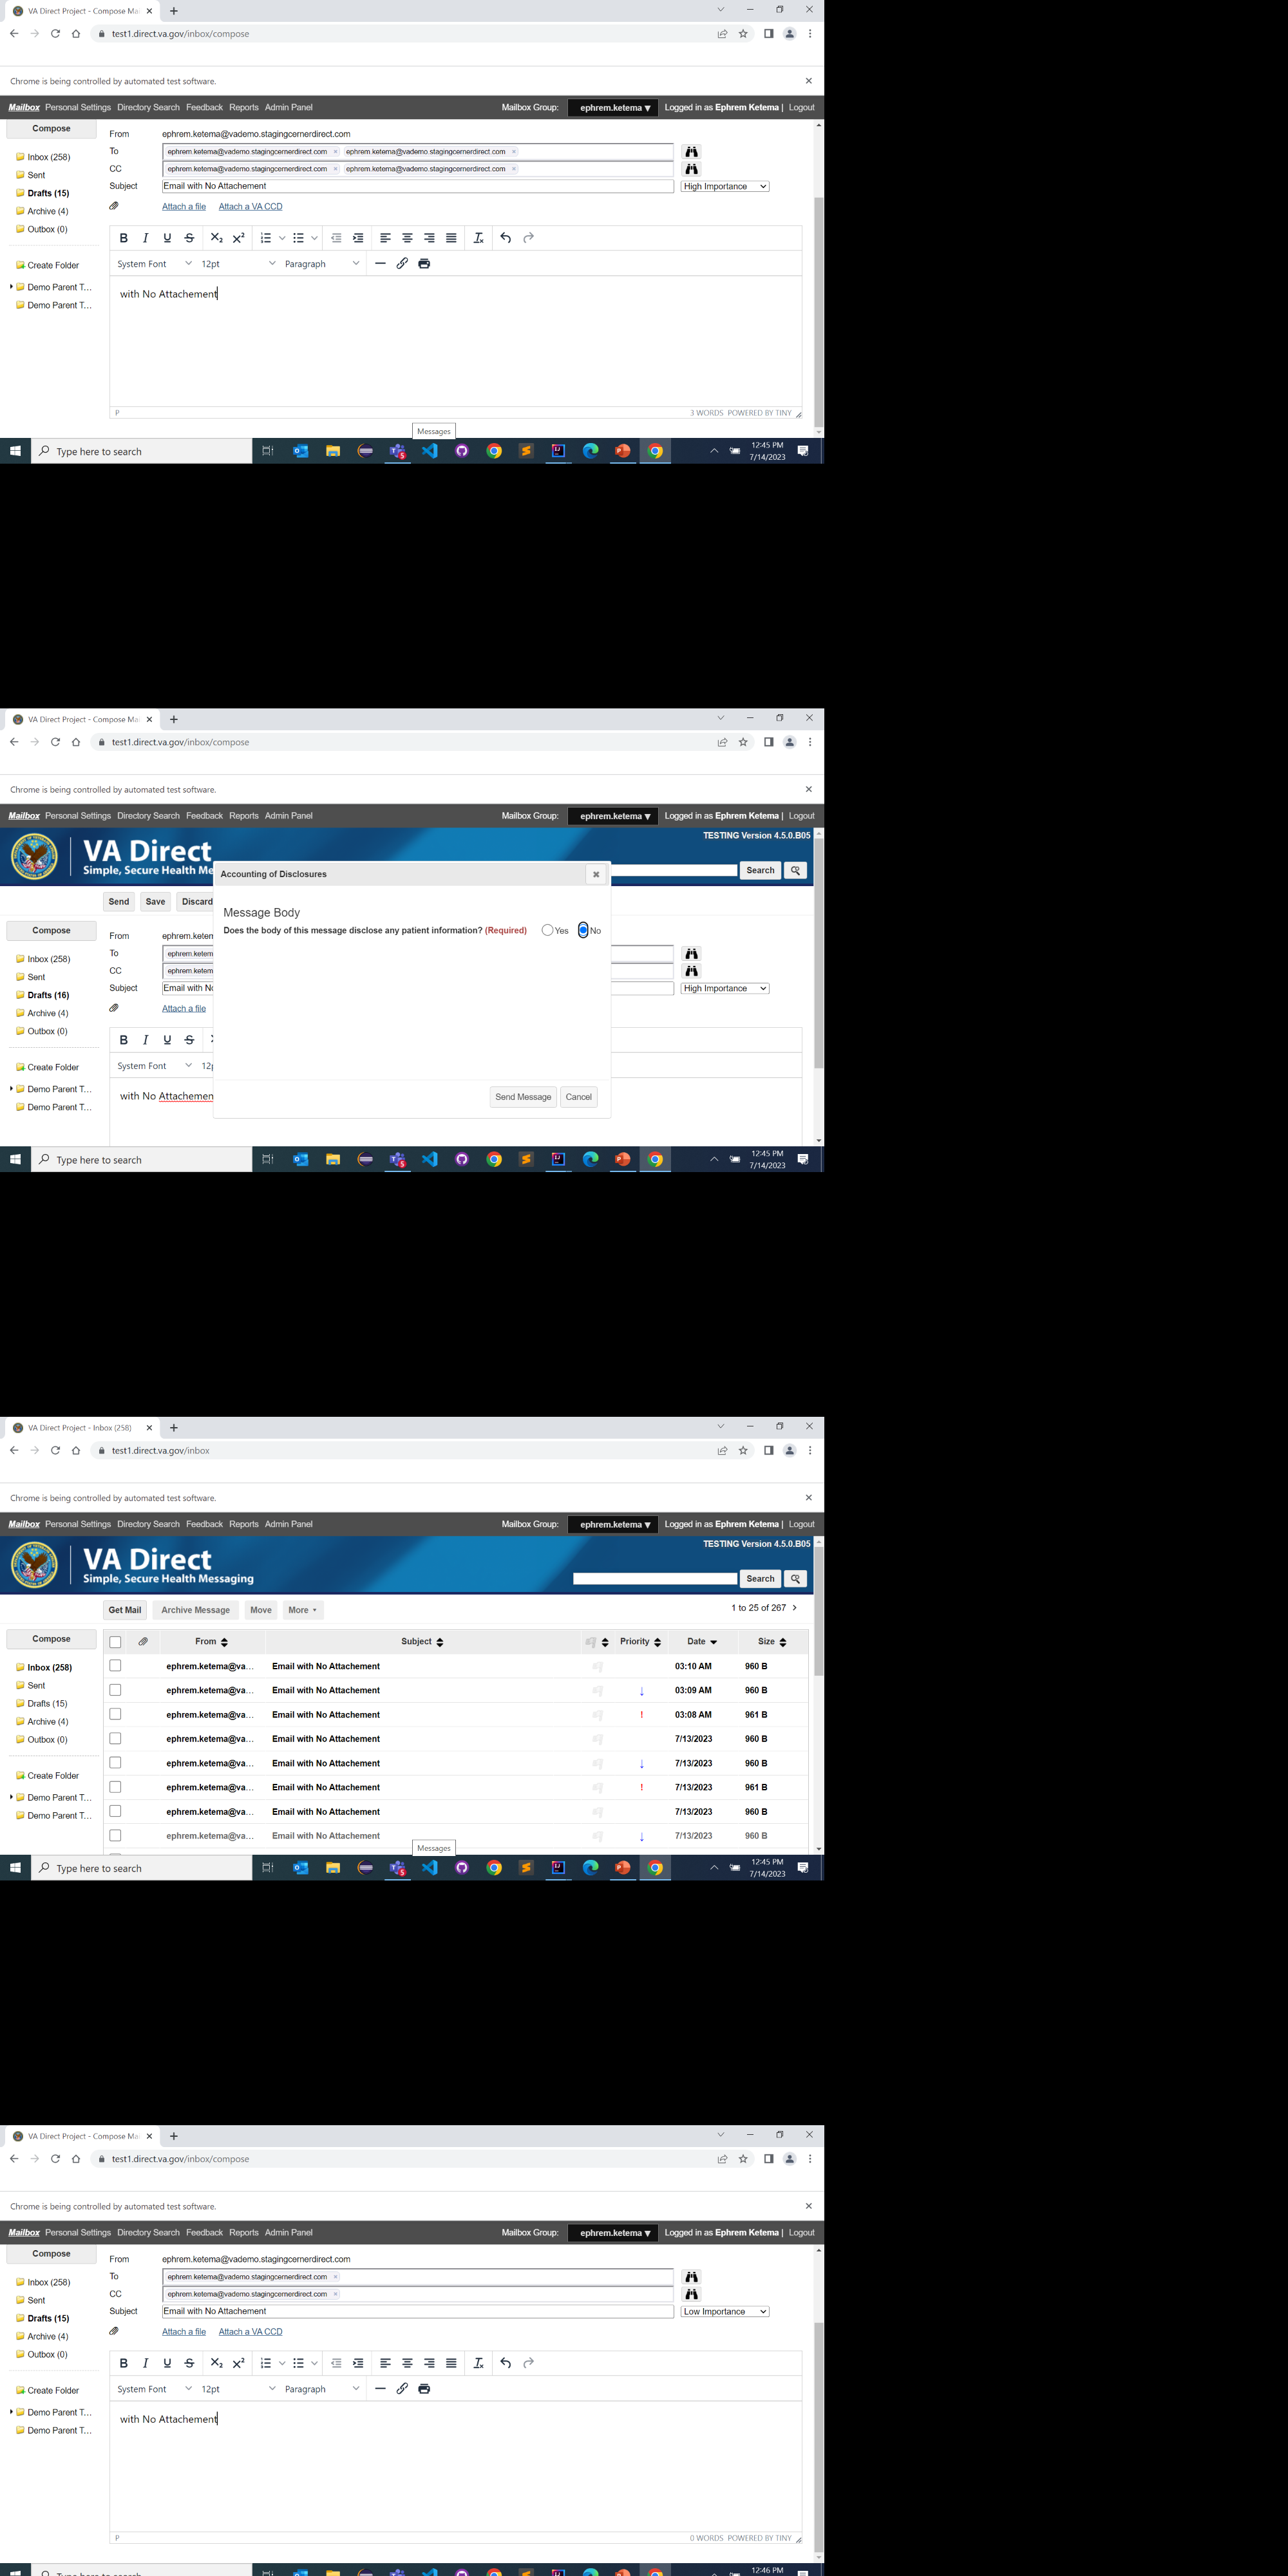 VA Direct Project - Compose Ma
test1.direct.va.gov/inbox/compose
Chrome is being controlled by automated test software.
Mailbox Personal Settings Directory Search Feedback Reports Admin Panel Mailbox Group: ephrem.ketema ▼ Logged in as Ephrem Ketema | Logout
Compose
From ephrem.ketema@vademo.stagingcernerdirect.com
Inbox (258)
To ephrem.ketema@vademo.stagingcernerdirect.com × ephrem.ketema@vademo.stagingcernerdirect.com ×
Sent
CC ephrem.ketema@vademo.stagingcernerdirect.com × ephrem.ketema@vademo.stagingcernerdirect.com ×
Drafts (15)
Subject Email with No Attachement High Importance
Archive (4)
Attach a file Attach a VA CCD
Outbox (0)
B I U S X₂ X²
Create Folder
System Font 12pt Paragraph
Demo Parent T...
with No Attachement
Demo Parent T...
P 3 WORDS POWERED BY TINY
Messages
Type here to search
12:45 PM
7/14/2023
VA Direct Project - Compose Ma
test1.direct.va.gov/inbox/compose
Chrome is being controlled by automated test software.
Mailbox Personal Settings Directory Search Feedback Reports Admin Panel Mailbox Group: ephrem.ketema ▼ Logged in as Ephrem Ketema | Logout
TESTING Version 4.5.0.B05
VA Direct
Simple, Secure Health Me
Search
Accounting of Disclosures
Send Save Discard
Message Body
Does the body of this message disclose any patient information? (Required) Yes No
Compose
From ephrem.keter
Inbox (258)
To ephrem.ketem
Sent
CC ephrem.ketem
Drafts (16)
Subject Email with No High Importance
Archive (4)
Attach a file
Outbox (0)
B I U S
Create Folder
System Font 12p
Demo Parent T...
with No Attachemen
Send Message Cancel
Demo Parent T...
Type here to search
12:45 PM
7/14/2023
VA Direct Project - Inbox (258)
test1.direct.va.gov/inbox
Chrome is being controlled by automated test software.
Mailbox Personal Settings Directory Search Feedback Reports Admin Panel Mailbox Group: ephrem.ketema ▼ Logged in as Ephrem Ketema | Logout
TESTING Version 4.5.0.B05
VA Direct
Simple, Secure Health Messaging
Search
Get Mail Archive Message Move More 1 to 25 of 267
Compose
From Subject Priority Date Size
Inbox (258)
Sent
Drafts (15)
Archive (4)
Outbox (0)
Create Folder
Demo Parent T...
Demo Parent T...
ephrem.ketema@va... Email with No Attachement 03:10 AM 960 B
ephrem.ketema@va... Email with No Attachement ↓ 03:09 AM 960 B
ephrem.ketema@va... Email with No Attachement ! 03:08 AM 961 B
ephrem.ketema@va... Email with No Attachement 7/13/2023 960 B
ephrem.ketema@va... Email with No Attachement ↓ 7/13/2023 960 B
ephrem.ketema@va... Email with No Attachement ! 7/13/2023 961 B
ephrem.ketema@va... Email with No Attachement 7/13/2023 960 B
ephrem.ketema@va... Email with No Attachement ↓ 7/13/2023 960 B
Messages
Type here to search
12:45 PM
7/14/2023
VA Direct Project - Compose Ma
test1.direct.va.gov/inbox/compose
Chrome is being controlled by automated test software.
Mailbox Personal Settings Directory Search Feedback Reports Admin Panel Mailbox Group: ephrem.ketema ▼ Logged in as Ephrem Ketema | Logout
Compose
From ephrem.ketema@vademo.stagingcernerdirect.com
Inbox (258)
To ephrem.ketema@vademo.stagingcernerdirect.com ×
Sent
CC ephrem.ketema@vademo.stagingcernerdirect.com ×
Drafts (15)
Subject Email with No Attachement Low Importance
Archive (4)
Attach a file Attach a VA CCD
Outbox (0)
B I U S X₂ X²
Create Folder
System Font 12pt Paragraph
Demo Parent T...
with No Attachement
Demo Parent T...
P 0 WORDS POWERED BY TINY
12:46 PM